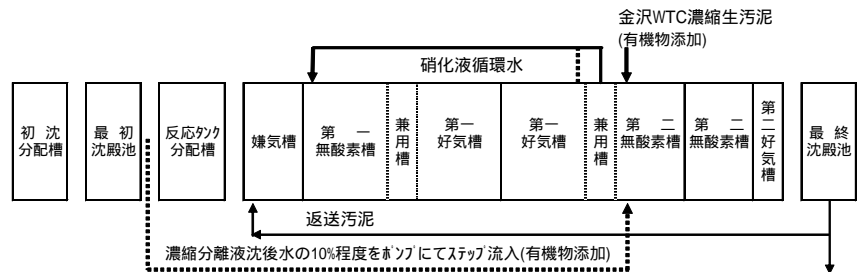 金沢WTC濃縮生汚泥
(有機物添加)
硝化液循環水
初 沈
分配槽
最 初
沈殿池
反応ﾀﾝｸ
分配槽
嫌気槽
第 一
無酸素槽
兼用槽
第一
好気槽
第一
好気槽
兼用槽
第 二
無酸素槽
第 二
無酸素槽
第二好気槽
最 終
沈殿池
返送汚泥
濃縮分離液沈後水の10%程度をﾎﾟﾝﾌﾟにてｽﾃｯﾌﾟ流入(有機物添加)